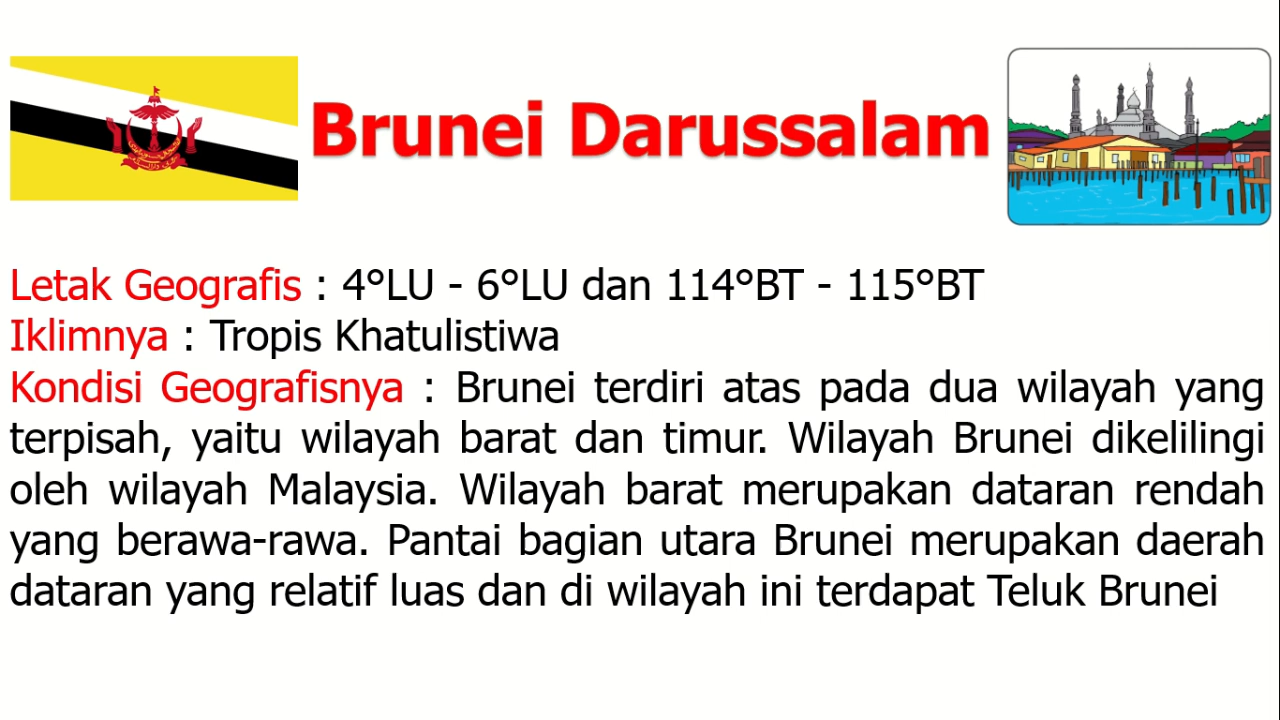 Brunei Darussalam
Letak Geografis : 4°LU - 6°LU dan 114°BT - 115°BT
Iklimnya : Tropis Khatulistiwa
Kondisi Geografisnya : Brunei terdiri atas pada dua wilayah yang
terpisah, yaitu wilayah barat dan timur. Wilayah Brunei dikelilingi
oleh wilayah Malaysia. Wilayah barat merupakan dataran rendah
yang berawa-rawa. Pantai bagian utara Brunei merupakan daerah
dataran yang relatif luas dan di wilayah ini terdapat Teluk Brunei